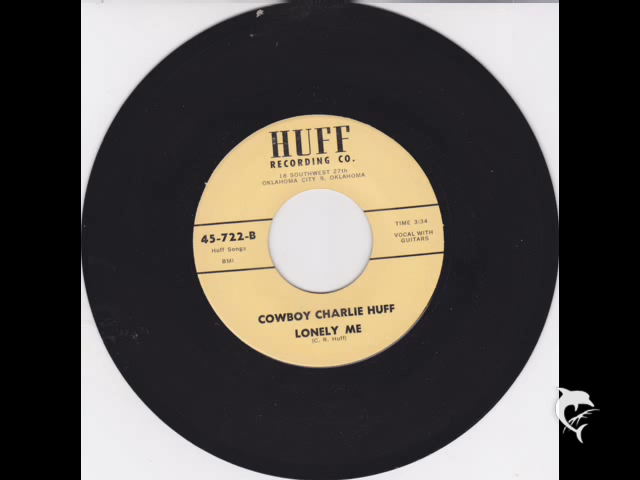 HUFF
RECORDING CO.
18 SOUTHWEST 27th
OKLAHOMA CITY 9, OKLAHOMA
TIME 3:34
45-722-B
VOCAL WITH
GUITARS
Huff Songs
BMI
COWBOY CHARLIE HUFF
LONELY ME
(C. R. Huff)